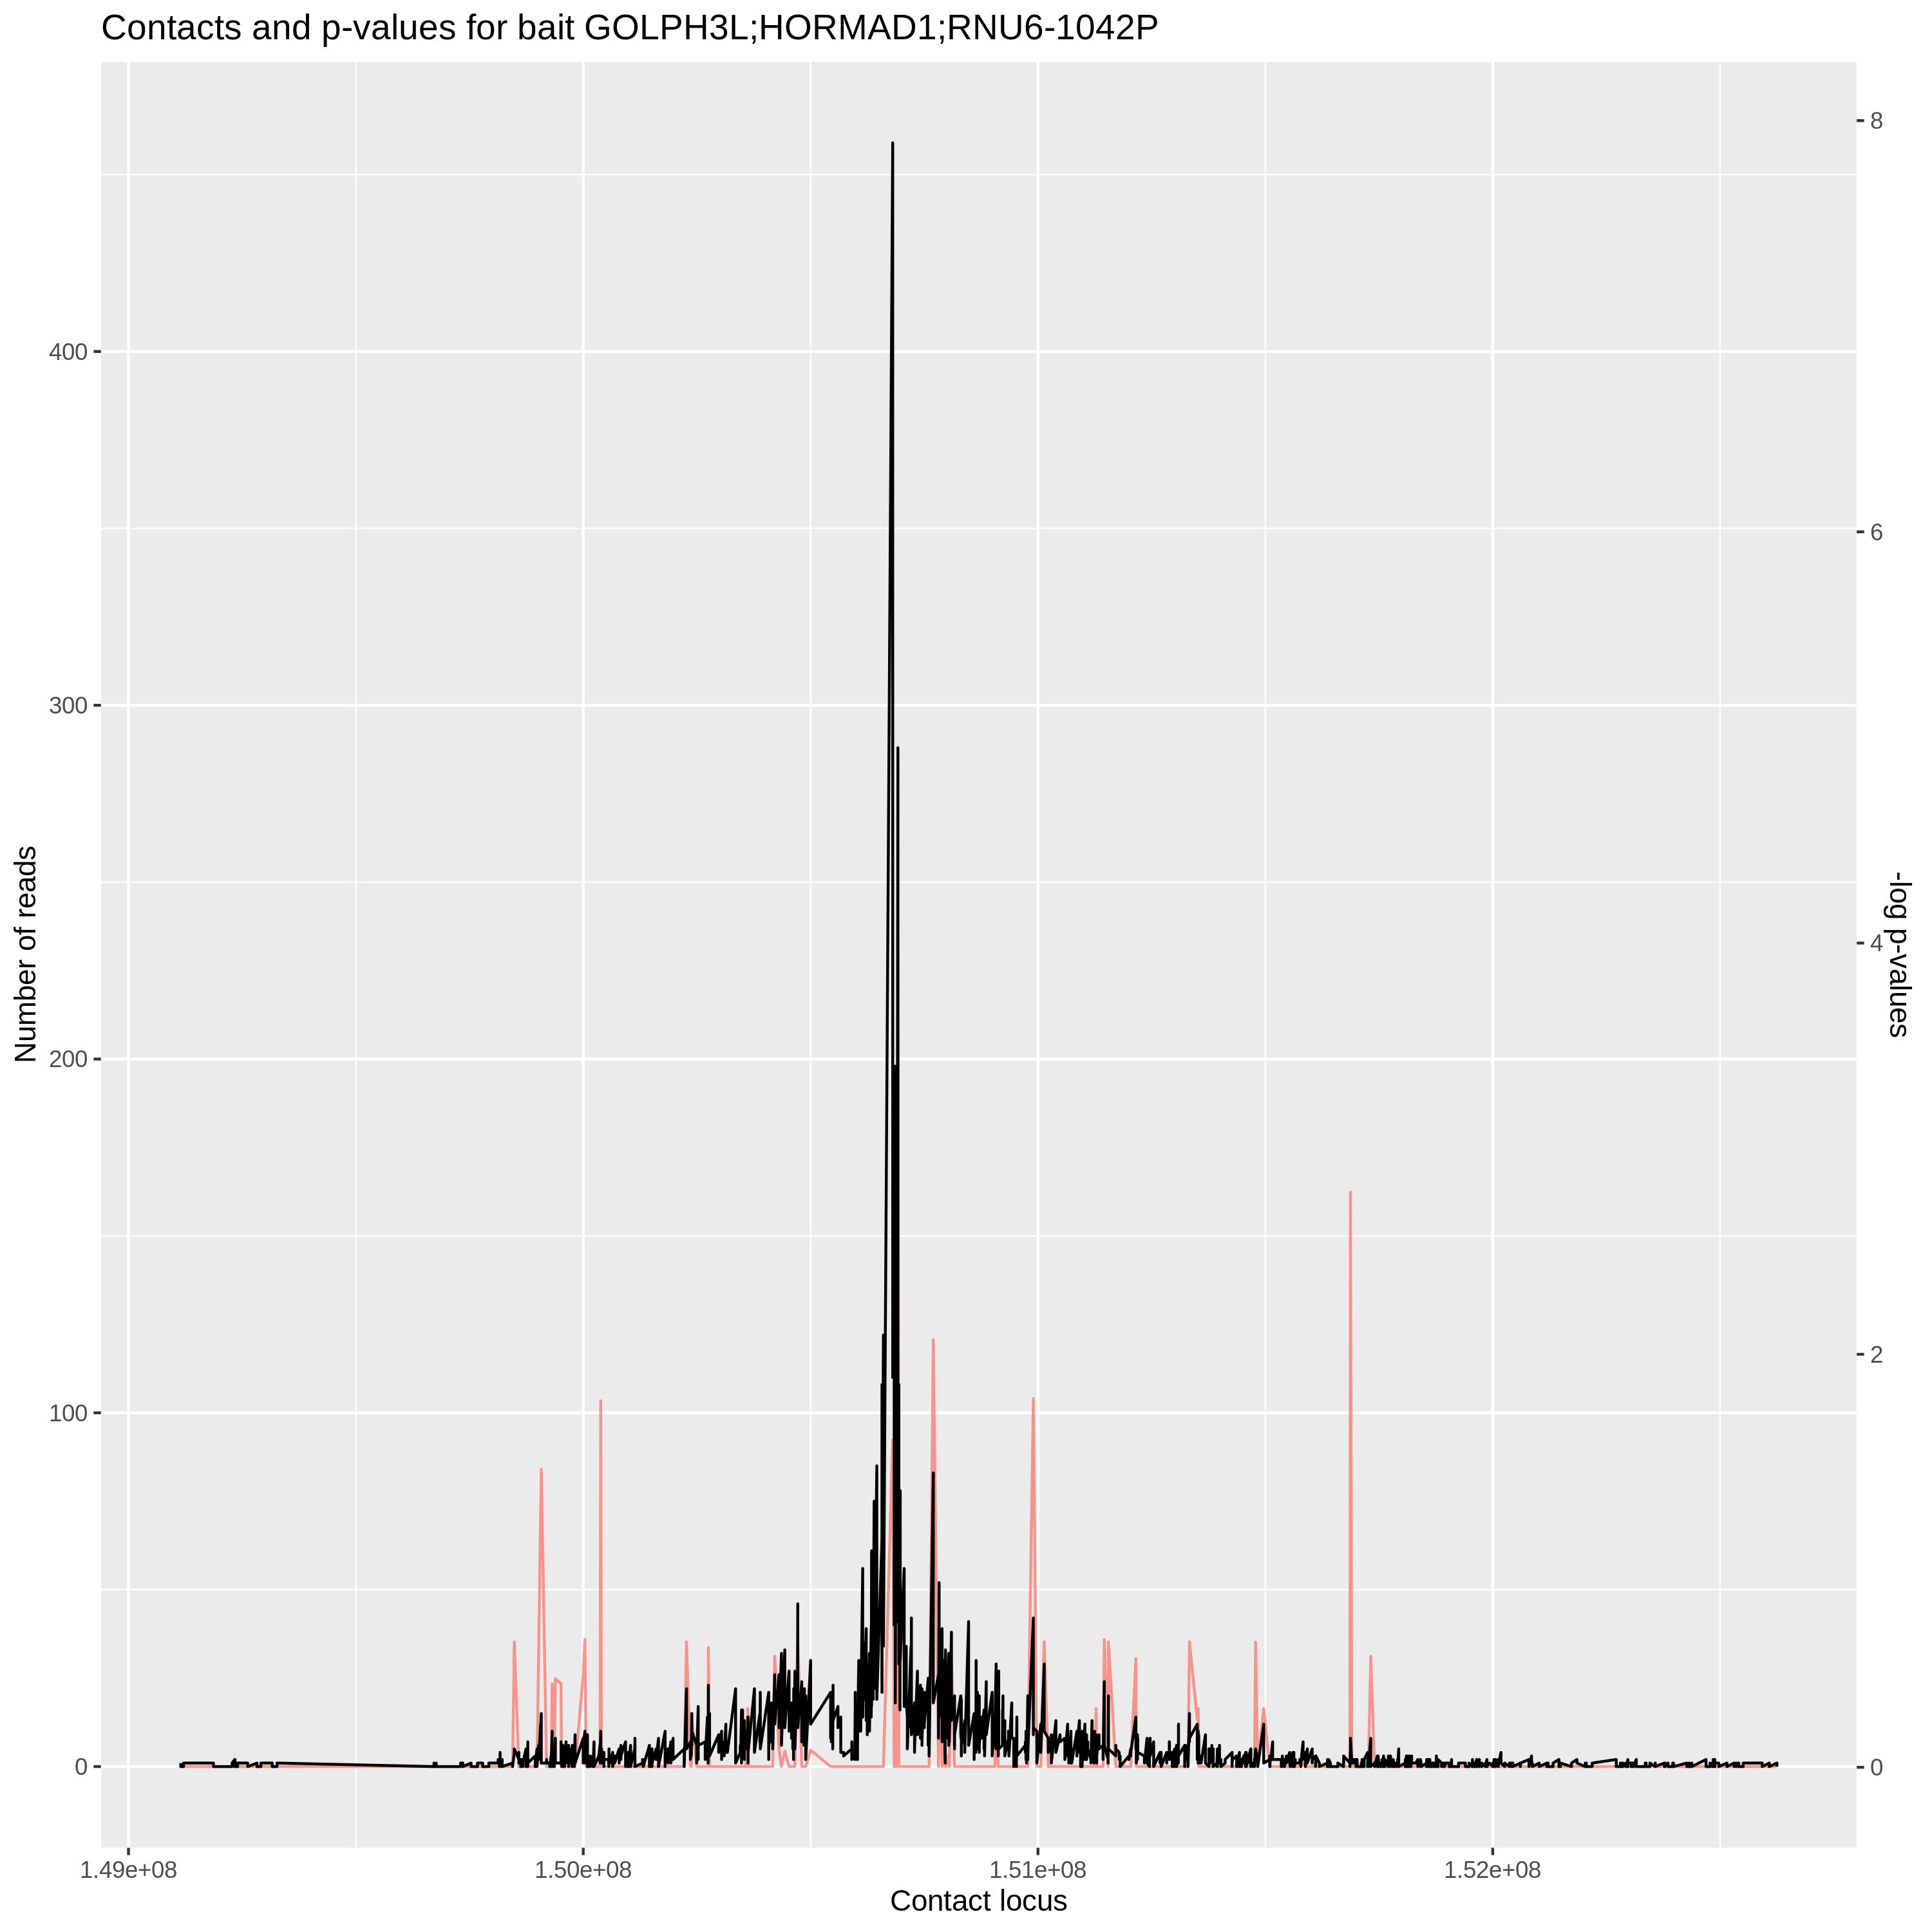 Contacts and p-values for bait GOLPH3L;HORMAD1;RNU6-1042P
400
300
200
100
0
Number of reads
8
6
4
2
0
-log p-values
1.49e+08
1.50e+08
1.51e+08
1.52e+08
Contact locus